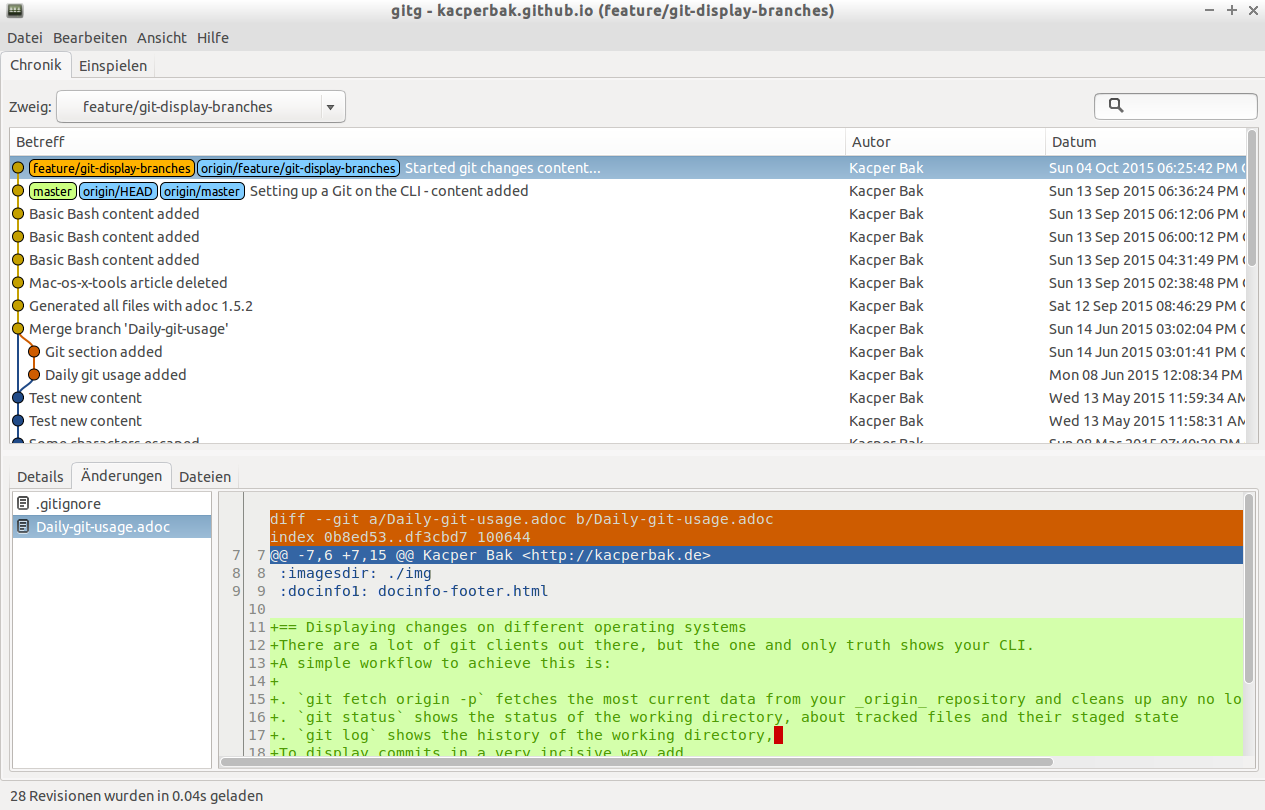 gitg - kacperbak.github.io (feature/git-display-branches)
Datei Bearbeiten Ansicht Hilfe
Chronik Einspielen
Zweig: feature/git-display-branches
Betreff Autor Datum
feature/git-display-branches origin/feature/git-display-branches Started git changes content... Kacper Bak Sun 04 Oct 2015 06:25:42 PM
master origin/HEAD origin/master Setting up a Git on the CLI - content added Kacper Bak Sun 13 Sep 2015 06:36:24 PM
Basic Bash content added Kacper Bak Sun 13 Sep 2015 06:12:06 PM
Basic Bash content added Kacper Bak Sun 13 Sep 2015 06:00:12 PM
Basic Bash content added Kacper Bak Sun 13 Sep 2015 04:31:49 PM
Mac-os-x-tools article deleted Kacper Bak Sun 13 Sep 2015 02:38:48 PM
Generated all files with adoc 1.5.2 Kacper Bak Sat 12 Sep 2015 08:46:29 PM
Merge branch 'Daily-git-usage' Kacper Bak Sun 14 Jun 2015 03:02:04 PM
Git section added Kacper Bak Sun 14 Jun 2015 03:01:41 PM
Daily git usage added Kacper Bak Mon 08 Jun 2015 12:08:34 PM
Test new content Kacper Bak Wed 13 May 2015 11:59:34 AM
Test new content Kacper Bak Wed 13 May 2015 11:58:31 AM
Some characters escaped Kacper Bak Sun 08 Mar 2015 07:40:20 PM
Details Änderungen Dateien
.gitignore
Daily-git-usage.adoc
diff --git a/Daily-git-usage.adoc b/Daily-git-usage.adoc
index 0b8ed53..df3cbd7 100644
7 7 @@ -7,6 +7,15 @@ Kacper Bak <http://kacperbak.de>
8 8 :imagesdir: ./img
9 9 :docinfo1: docinfo-footer.html
10
11 +== Displaying changes on different operating systems
12 +There are a lot of git clients out there, but the one and only truth shows your CLI.
13 +A simple workflow to achieve this is:
14 +
15 +. `git fetch origin -p` fetches the most current data from your _origin_ repository and cleans up any no lo
16 +. `git status` shows the status of the working directory, about tracked files and their staged state
17 +. `git log` shows the history of the working directory,
18 +To display commits in a very incisive way add
28 Revisionen wurden in 0.04s geladen